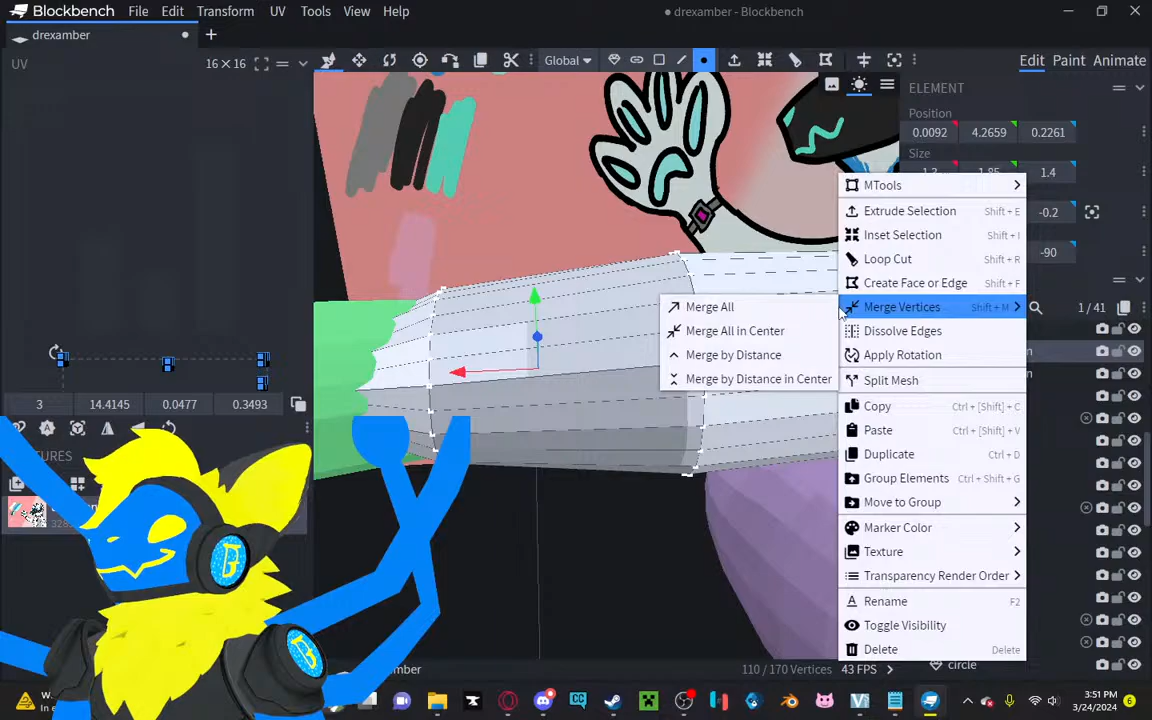 Blockbench File Edit Transform UV Tools View Help
drexamber - Blockbench
drexamber
UV 16×16
Global
Edit Paint Animate
ELEMENT
Position
0.0092 4.2659 0.2261
Size
1.85 1.4
-0.2
-90
1/41
MTools
Extrude Selection Shift + E
Inset Selection Shift + I
Loop Cut Shift + R
Create Face or Edge Shift + F
Merge Vertices Shift + M
Dissolve Edges
Apply Rotation
Split Mesh
Copy Ctrl + [Shift] + C
Paste Ctrl + [Shift] + V
Duplicate Ctrl + D
Group Elements Ctrl + Shift + G
Move to Group
Marker Color
Texture
Transparency Render Order
Rename F2
Toggle Visibility
Delete Delete
Merge All
Merge All in Center
Merge by Distance
Merge by Distance in Center
3 14.4145 0.0477 0.3493
URES
mber
110 / 170 Vertices 43 FPS
circle
3:51 PM
3/24/2024
6